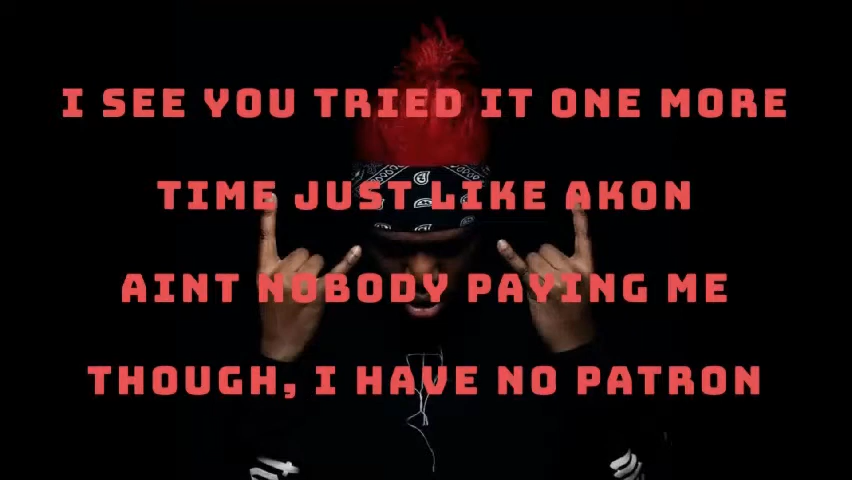 I SEE YOU TRIED IT ONE MORE
TIME JUST LIKE AKON
AINT NOBODY PAYING ME
THOUGH, I HAVE NO PATRON